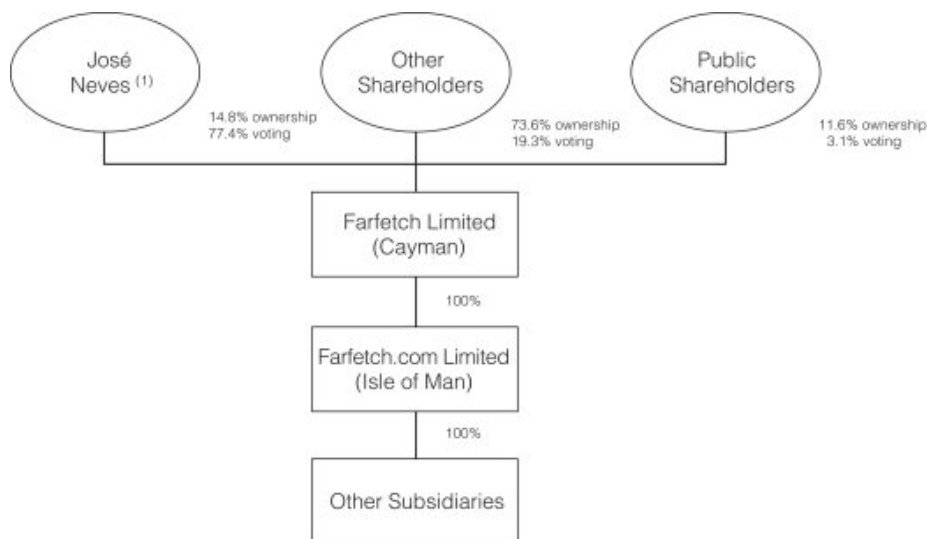 José
Neves (1)
Other
Shareholders
Public
Shareholders
14.8% ownership
77.4% voting
73.6% ownership
19.3% voting
11.6% ownership
3.1% voting
Farfetch Limited
(Cayman)
100%
Farfetch.com Limited
(Isle of Man)
100%
Other Subsidiaries